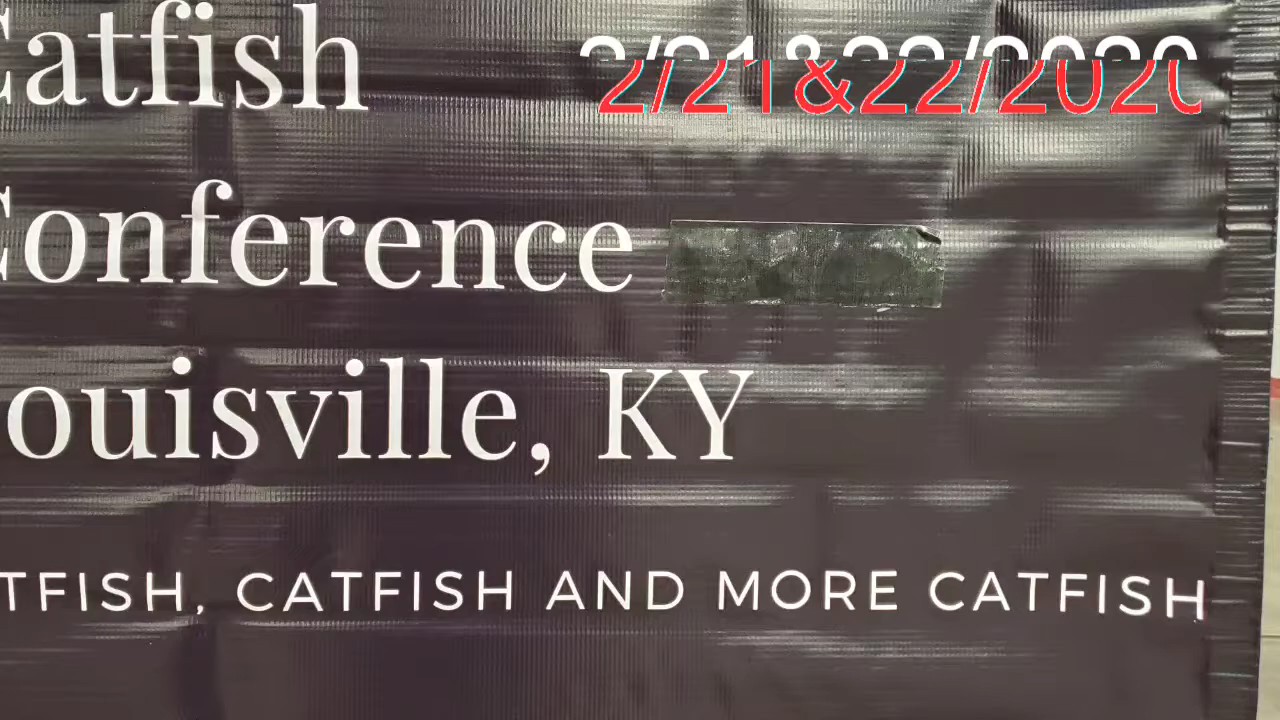 Catfish 2/21&22/2020
Conference
ouisville, KY
TFISH, CATFISH AND MORE CATFISH